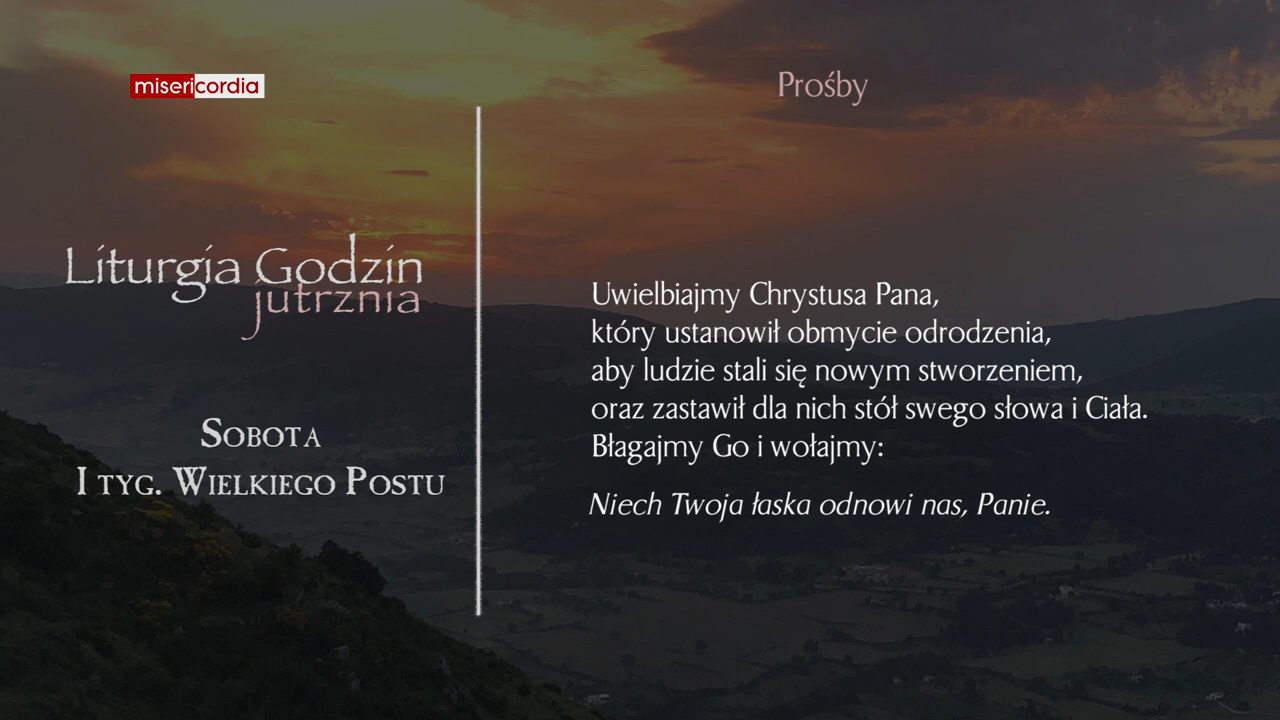 misericordia
Liturgia Godzin
jutrznia
Sobota
I tyg. Wielkiego Postu
Prośby
Uwielbiajmy Chrystusa Pana,
który ustanowił obmycie odrodzenia,
aby ludzie stali się nowym stworzeniem,
oraz zastawił dla nich stół swego słowa i Ciała.
Błagajmy Go i wołajmy:
Niech Twoja łaska odnowi nas, Panie.